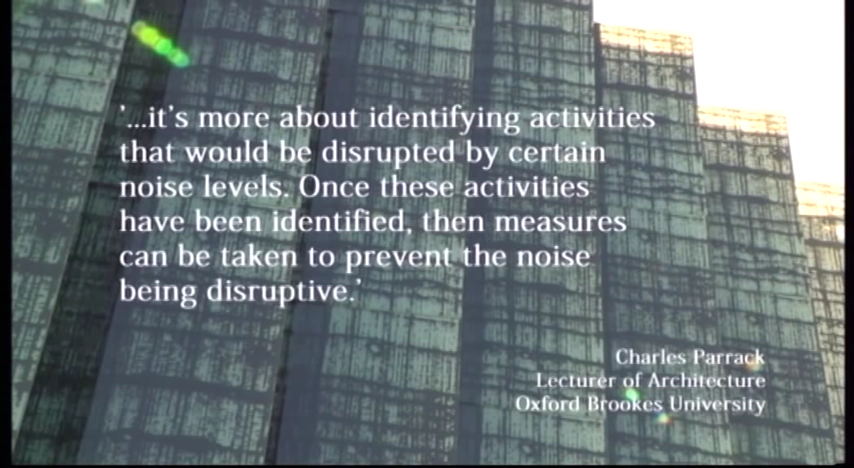 '...it's more about identifying activities
that would be disrupted by certain
noise levels. Once these activities
have been identified, then measures
can be taken to prevent the noise
being disruptive.'
Charles Parrack
Lecturer of Architecture
Oxford Brookes University